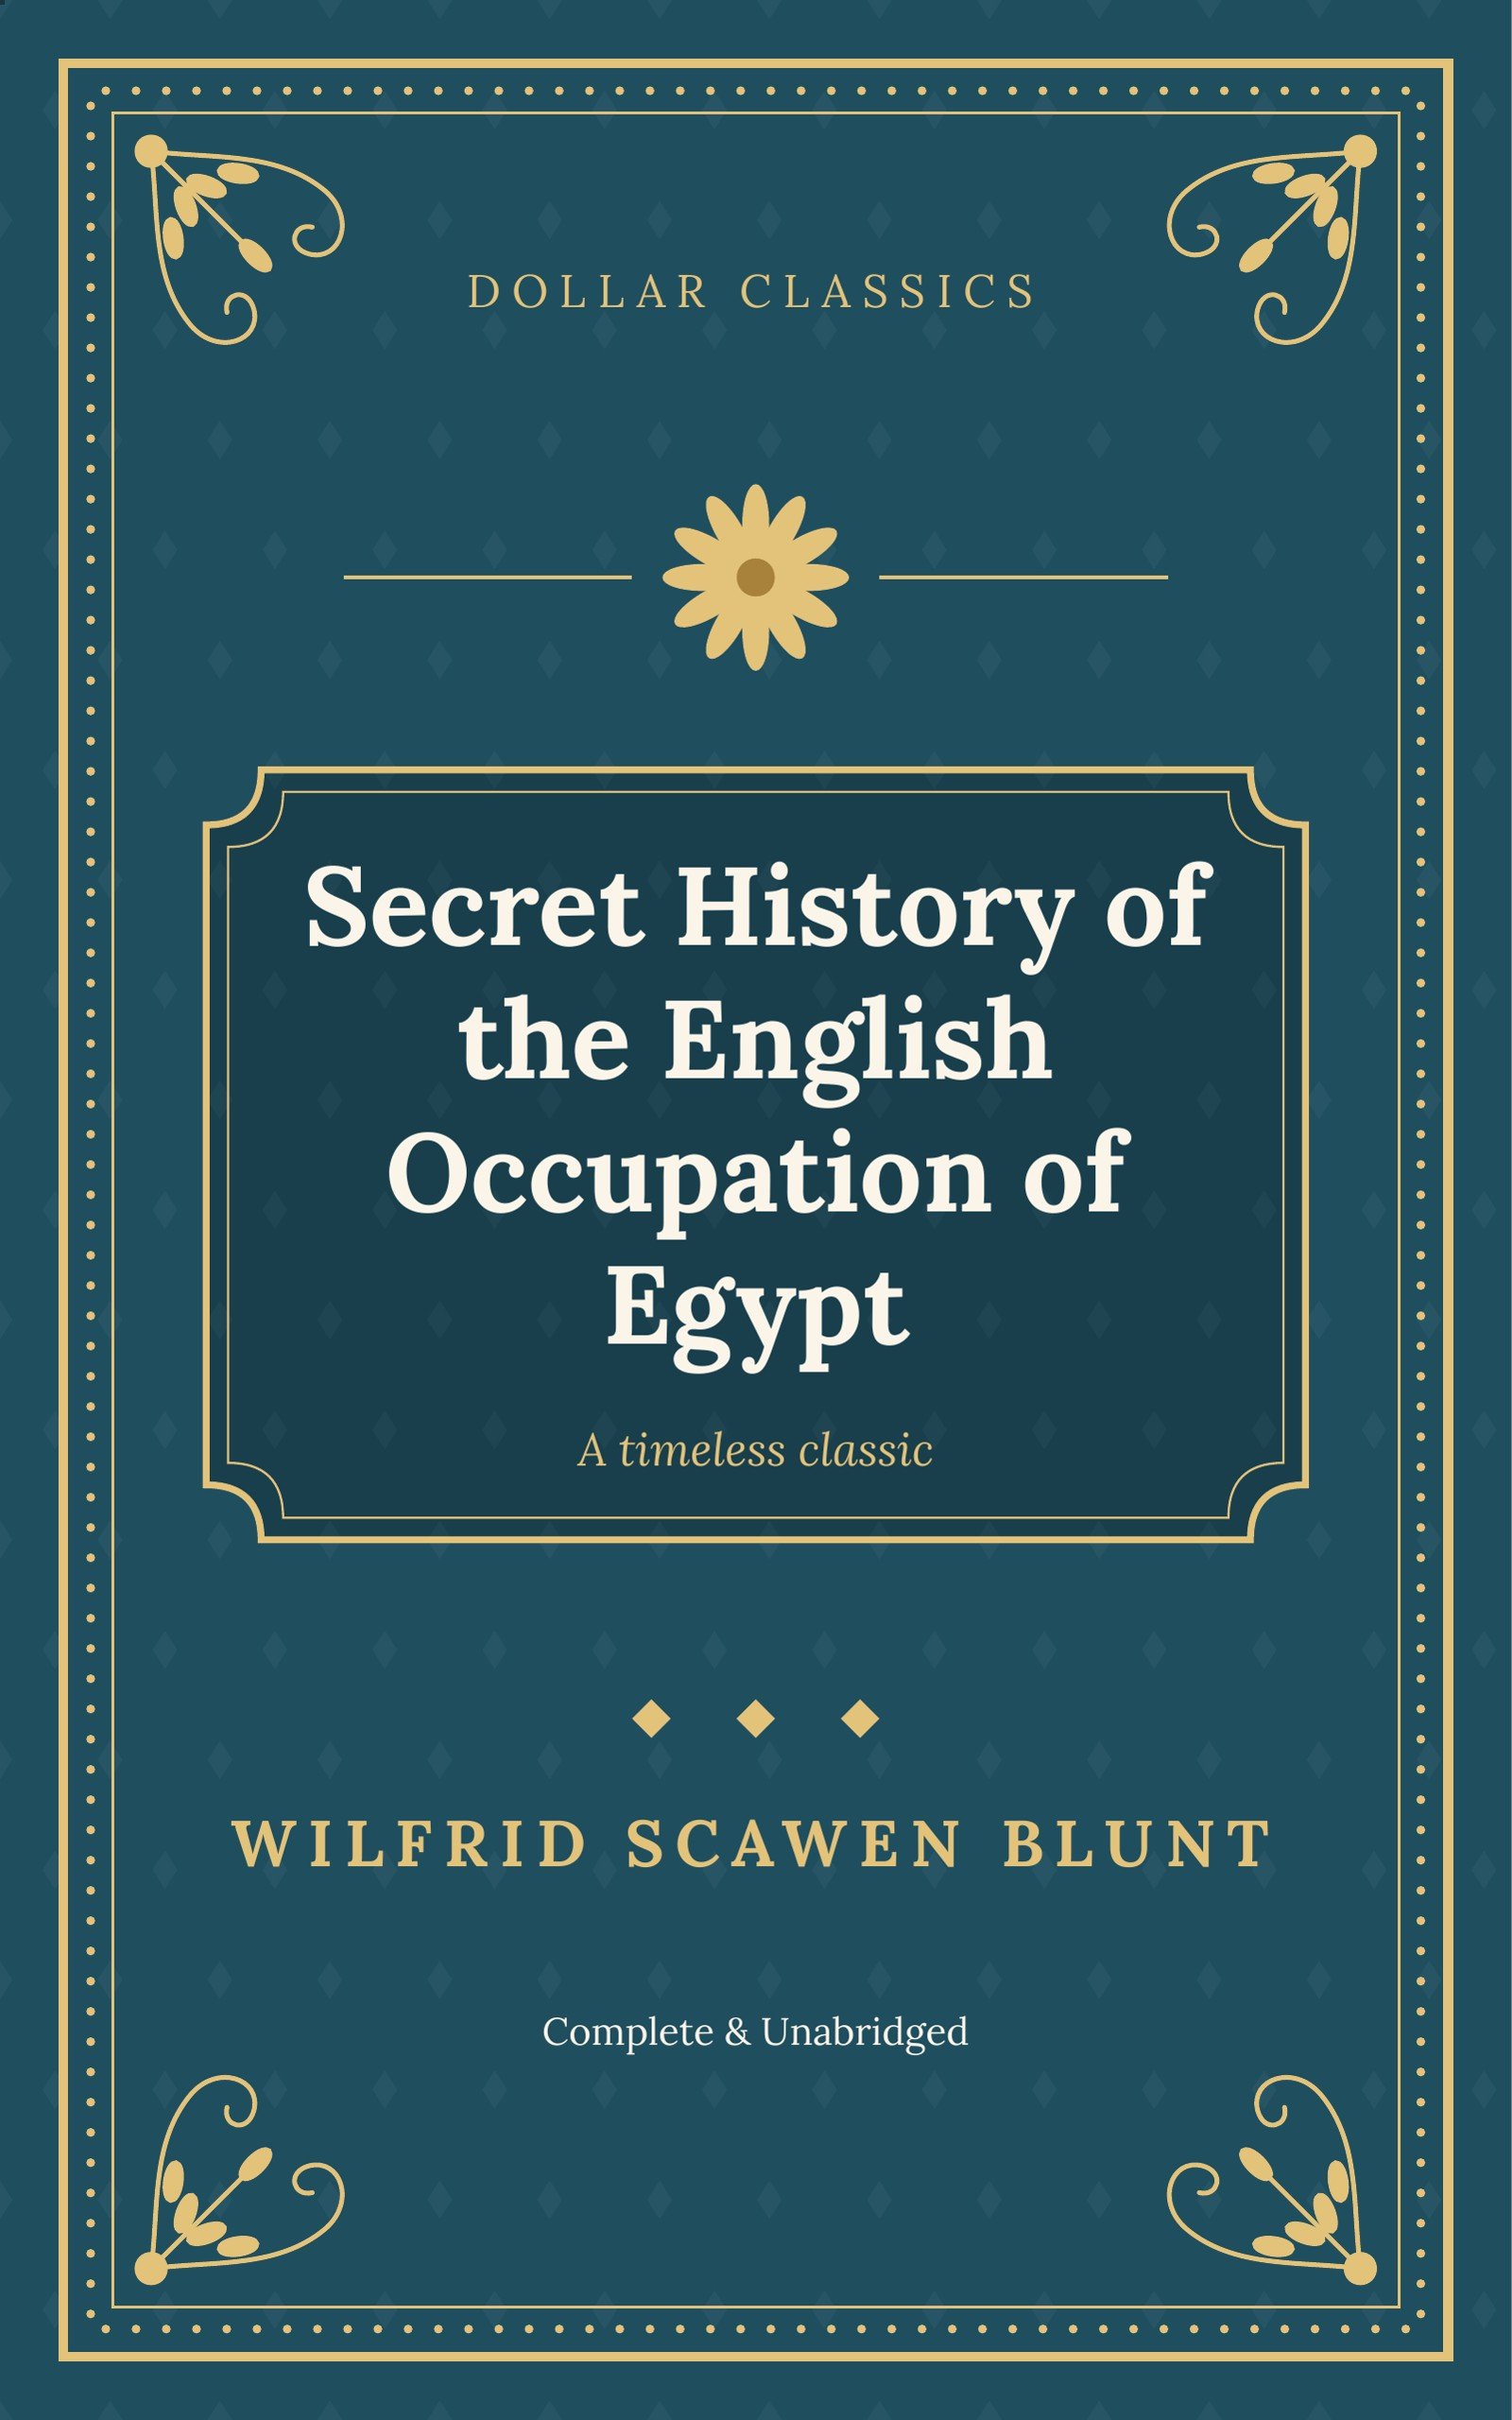 DOLLAR CLASSICS
Secret History of
the English
Occupation of
Egypt
A timeless classic
WILFRID SCAWEN BLUNT
Complete & Unabridged